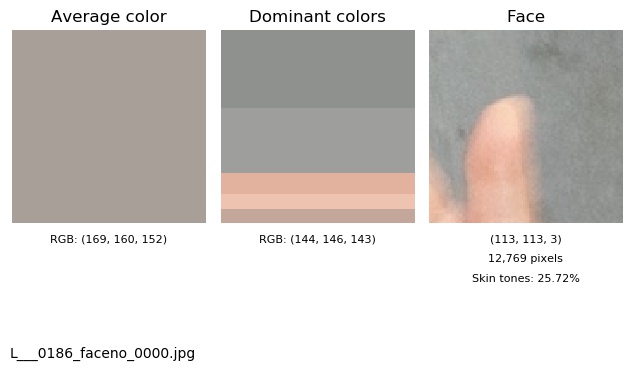 Average color
Dominant colors
Face
RGB: (169, 160, 152)
RGB: (144, 146, 143)
(113, 113, 3)
12,769 pixels
Skin tones: 25.72%
L___0186_faceno_0000.jpg